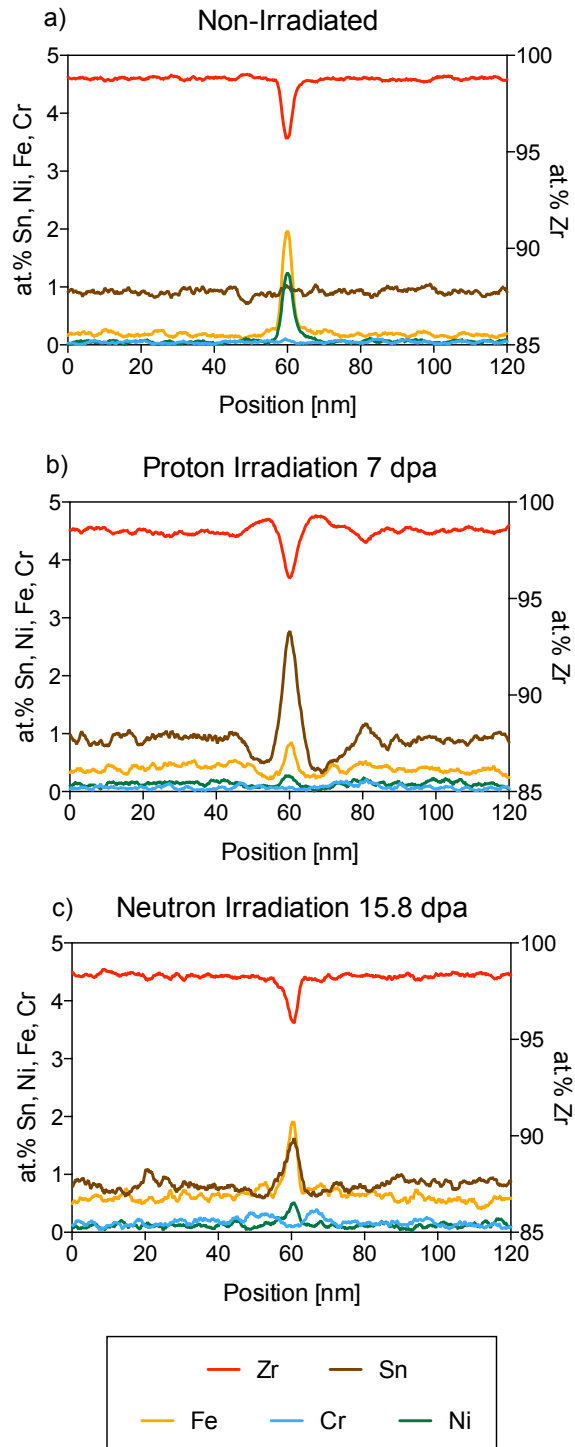 a) Non-Irradiated
5 100
4 95
3
2 90
1
0 85
0 20 40 60 80 100 120
at.% Sn, Ni, Fe, Cr
at.% Zr
Position [nm]
b) Proton Irradiation 7 dpa
5 100
4 95
3
2 90
1
0 85
0 20 40 60 80 100 120
at.% Sn, Ni, Fe, Cr
at.% Zr
Position [nm]
c) Neutron Irradiation 15.8 dpa
5 100
4 95
3
2 90
1
0 85
0 20 40 60 80 100 120
at.% Sn, Ni, Fe, Cr
at.% Zr
Position [nm]
Zr Sn
Fe Cr Ni